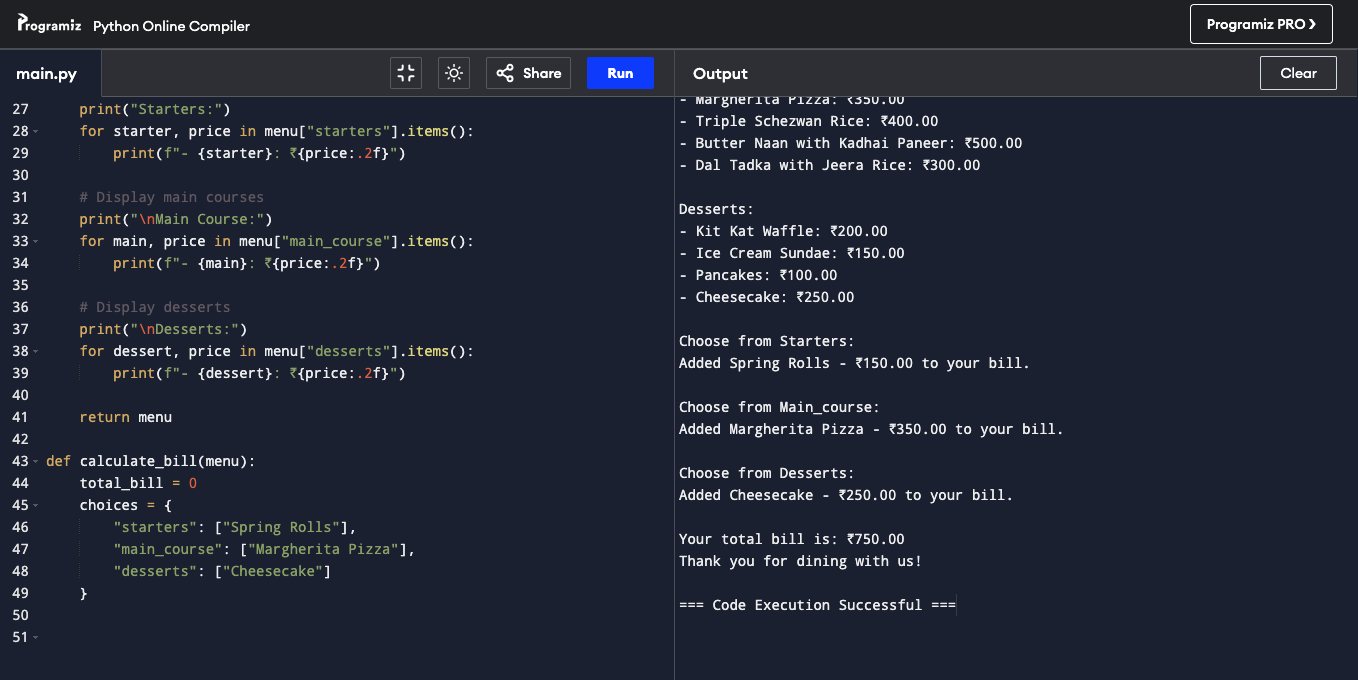 Programiz Python Online Compiler
Programiz PRO
main.py
Share
Run
27 print("Starters:")
28 for starter, price in menu["starters"].items():
29 print(f"- {starter}: ₹{price:.2f}")
30
31 # Display main courses
32 print("\nMain Course:")
33 for main, price in menu["main_course"].items():
34 print(f"- {main}: ₹{price:.2f}")
35
36 # Display desserts
37 print("\nDesserts:")
38 for dessert, price in menu["desserts"].items():
39 print(f"- {dessert}: ₹{price:.2f}")
40
41 return menu
42
43 def calculate_bill(menu):
44 total_bill = 0
45 choices = {
46 "starters": ["Spring Rolls"],
47 "main_course": ["Margherita Pizza"],
48 "desserts": ["Cheesecake"]
49 }
50
51
Output
Clear
- Margherita Pizza: ₹350.00
- Triple Schezwan Rice: ₹400.00
- Butter Naan with Kadhai Paneer: ₹500.00
- Dal Tadka with Jeera Rice: ₹300.00
Desserts:
- Kit Kat Waffle: ₹200.00
- Ice Cream Sundae: ₹150.00
- Pancakes: ₹100.00
- Cheesecake: ₹250.00
Choose from Starters:
Added Spring Rolls - ₹150.00 to your bill.
Choose from Main_course:
Added Margherita Pizza - ₹350.00 to your bill.
Choose from Desserts:
Added Cheesecake - ₹250.00 to your bill.
Your total bill is: ₹750.00
Thank you for dining with us!
=== Code Execution Successful ===